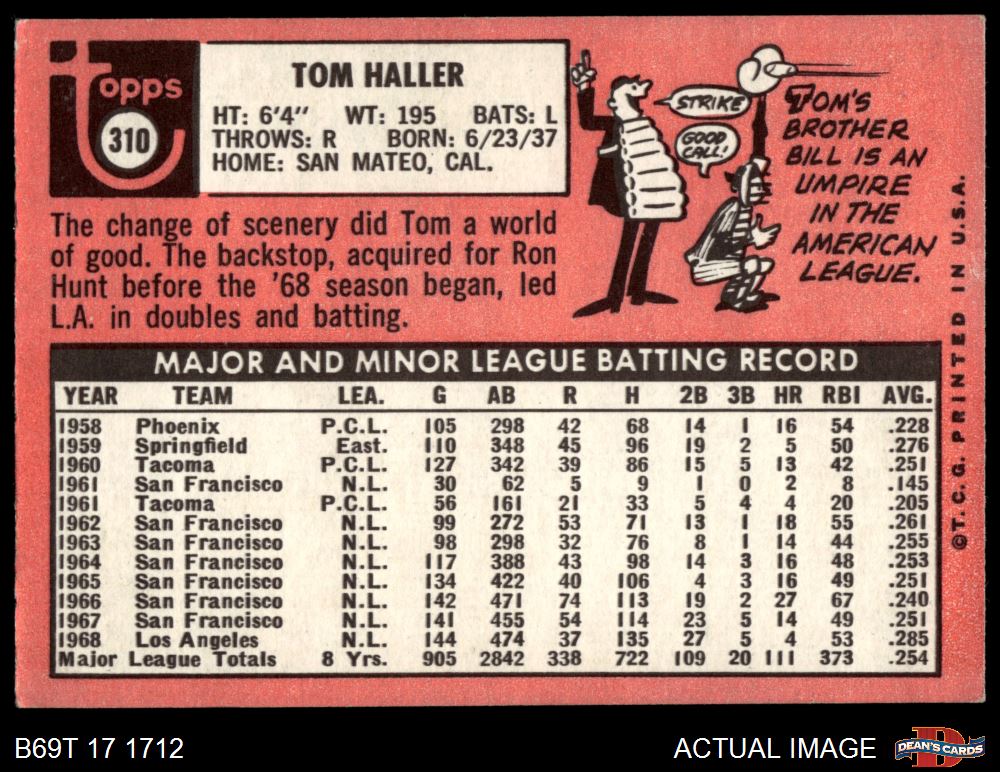 topps
310
TOM HALLER
HT: 6'4" WT: 195 BATS: L
THROWS: R BORN: 6/23/37
HOME: SAN MATEO, CAL.
STRIKE
GOOD
CALL!
TOM'S
BROTHER
BILL IS AN
UMPIRE
IN THE
AMERICAN
LEAGUE.
The change of scenery did Tom a world
of good. The backstop, acquired for Ron
Hunt before the '68 season began, led
L.A. in doubles and batting.
MAJOR AND MINOR LEAGUE BATTING RECORD
YEAR TEAM LEA. G AB R H 2B 3B HR RBI AVG.
1958 Phoenix P.C.L. 105 298 42 68 14 1 16 54 .228
1959 Springfield East. 110 348 45 96 19 2 5 50 .276
1960 Tacoma P.C.L. 127 342 39 86 15 5 13 42 .251
1961 San Francisco N.L. 30 62 5 9 1 0 2 8 .145
1961 Tacoma P.C.L. 56 161 21 33 5 4 4 20 .205
1962 San Francisco N.L. 99 272 53 71 13 1 18 55 .261
1963 San Francisco N.L. 98 298 32 76 8 1 14 44 .255
1964 San Francisco N.L. 117 388 43 98 14 3 16 48 .253
1965 San Francisco N.L. 134 422 40 106 4 3 16 49 .251
1966 San Francisco N.L. 142 471 74 113 19 2 27 67 .240
1967 San Francisco N.L. 141 455 54 114 23 5 14 49 .251
1968 Los Angeles N.L. 144 474 37 135 27 5 4 53 .285
Major League Totals 8 Yrs. 905 2842 338 722 109 20 111 373 .254
©T.C.G. PRINTED IN U.S.A.
B69T 17 1712
ACTUAL IMAGE
DEAN'S CARDS